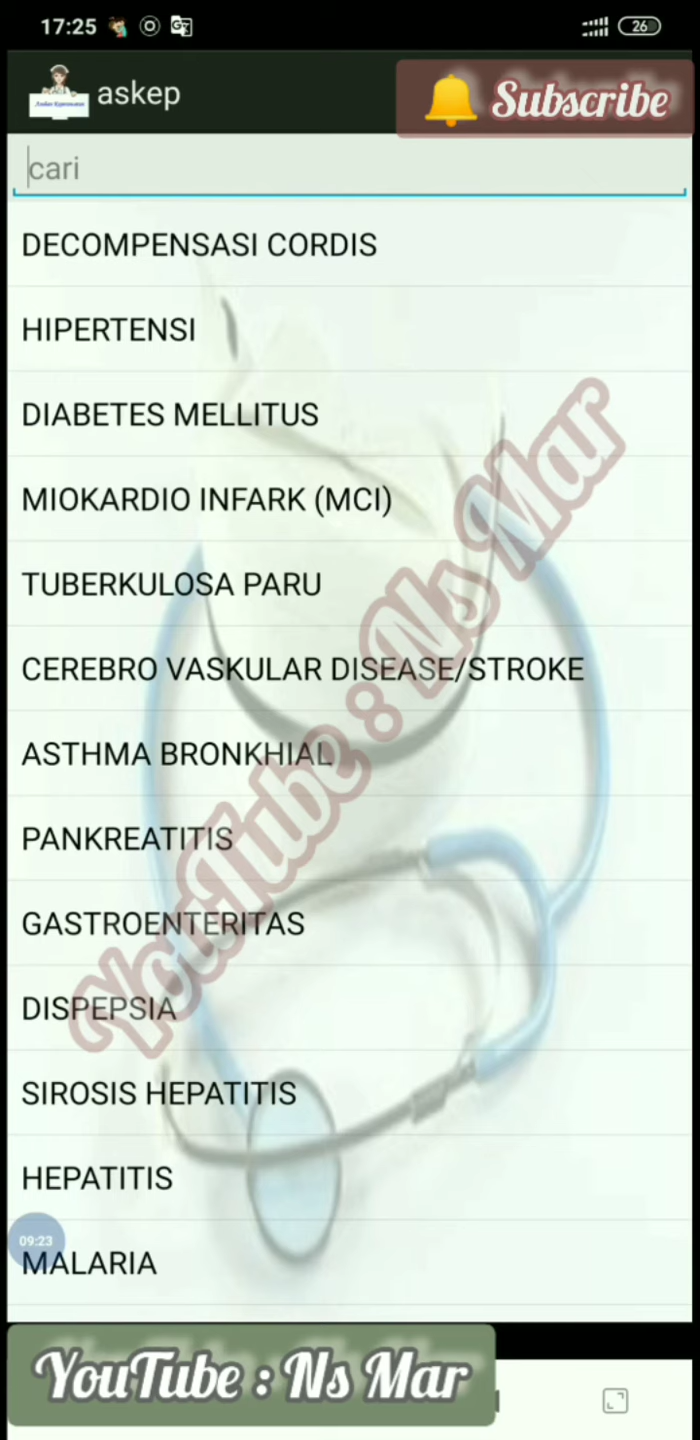 17:25
26
askep
Subscribe
cari
DECOMPENSASI CORDIS
HIPERTENSI
DIABETES MELLITUS
MIOKARDIO INFARK (MCI)
TUBERKULOSA PARU
CEREBRO VASKULAR DISEASE/STROKE
ASTHMA BRONKHIAL
PANKREATITIS
GASTROENTERITAS
DISPEPSIA
SIROSIS HEPATITIS
HEPATITIS
09:23
MALARIA
YouTube : Ns Mar
YouTube : Ns Mar